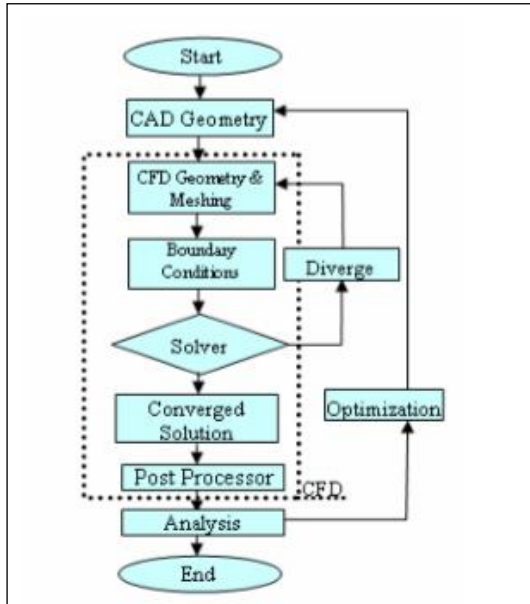 Start
CAD Geometry
CFD Geometry &
Meshing
Boundary
Conditions
Diverge
Solver
Converged
Solution
Optimization
Post Processor
CFD
Analysis
End